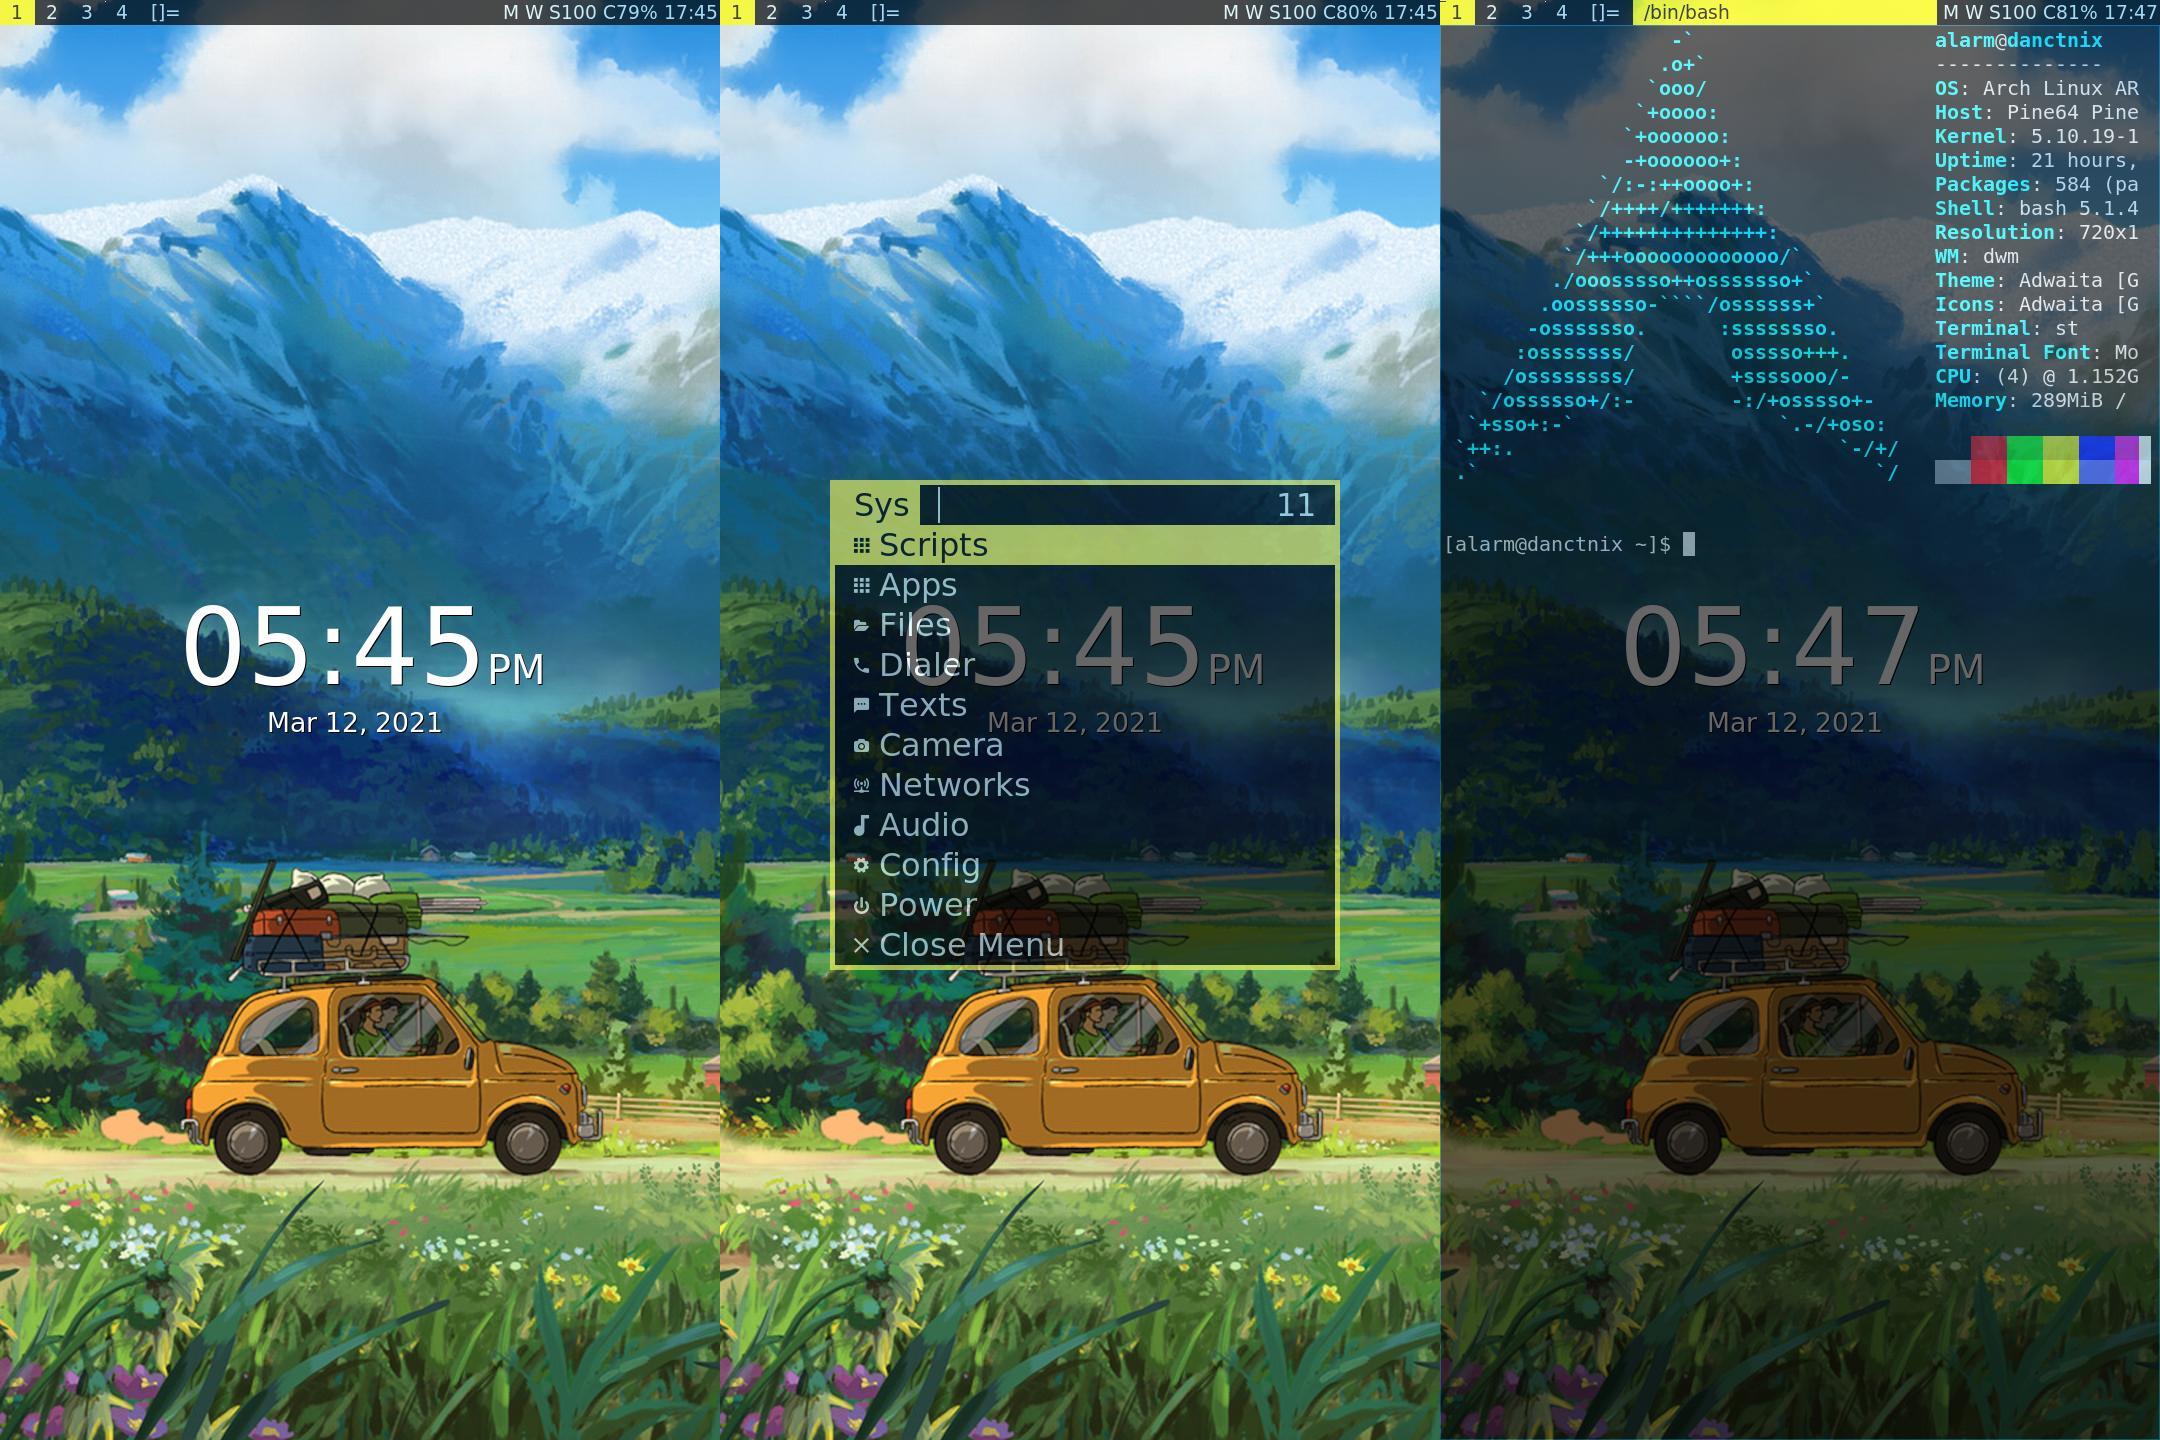 1 2 3 4 []= M W S100 C79% 17:45
05:45 PM
Mar 12, 2021
1 2 3 4 []= M W S100 C80% 17:45
Sys 11
Scripts
Apps
Files
Dialer
Texts
Camera
Networks
Audio
Config
Power
Close Menu
05:45 PM
Mar 12, 2021
1 2 3 4 []= /bin/bash M W S100 C81% 17:47
-`
.o+`
`ooo/
`+oooo:
`+oooooo:
-+oooooo+:
`/:-:++oooo+:
`/++++/+++++++:
`/++++++++++++++:
`/+++ooooooooooooo/`
./ooosssso++osssssso+`
.oossssso-````/ossssss+`
-osssssso. :ssssssso.
:osssssss/ osssso+++.
/ossssssss/ +ssssooo/-
`/ossssso+/:- -:/+osssso+-
`+sso+:-` `.-/+oso:
`++:. `-/+/
.` `/
alarm@danctnix
--------------
OS: Arch Linux AR
Host: Pine64 Pine
Kernel: 5.10.19-1
Uptime: 21 hours,
Packages: 584 (pa
Shell: bash 5.1.4
Resolution: 720x1
WM: dwm
Theme: Adwaita [G
Icons: Adwaita [G
Terminal: st
Terminal Font: Mo
CPU: (4) @ 1.152G
Memory: 289MiB /
[alarm@danctnix ~]$
05:47 PM
Mar 12, 2021